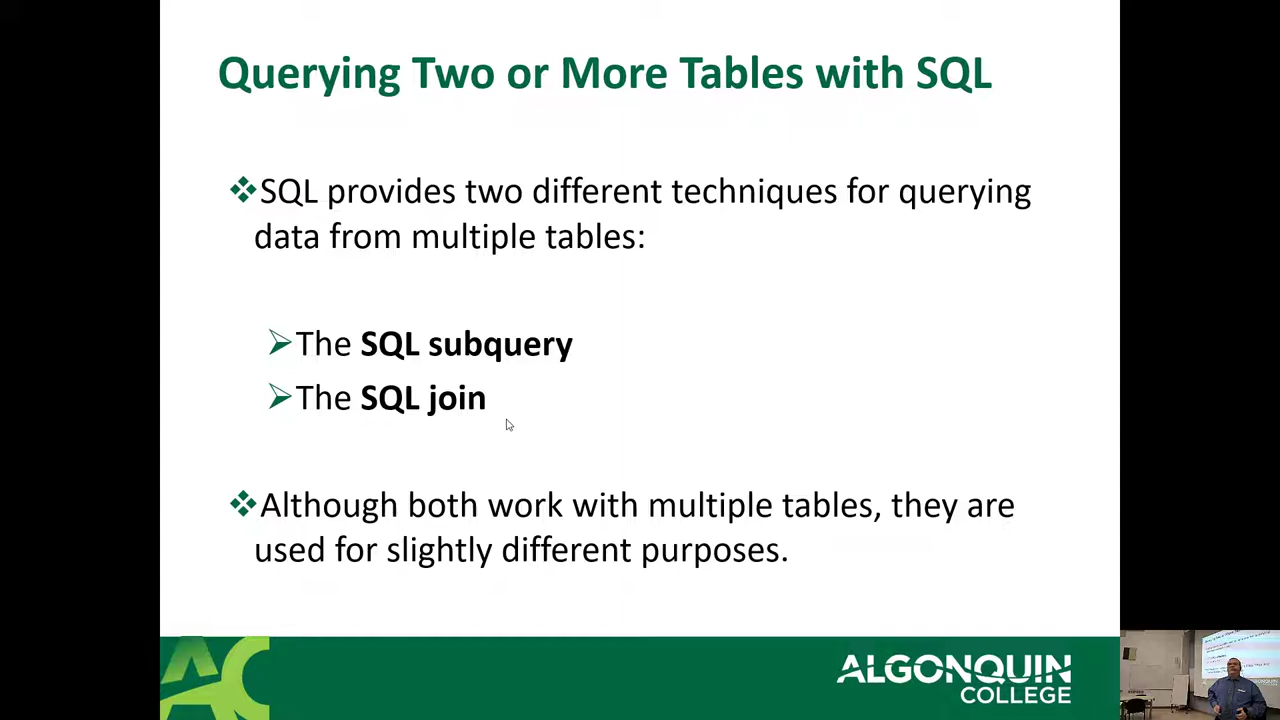 Querying Two or More Tables with SQL
SQL provides two different techniques for querying
data from multiple tables:
The SQL subquery
The SQL join
Although both work with multiple tables, they are
used for slightly different purposes.
AC
ALGONQUIN
COLLEGE